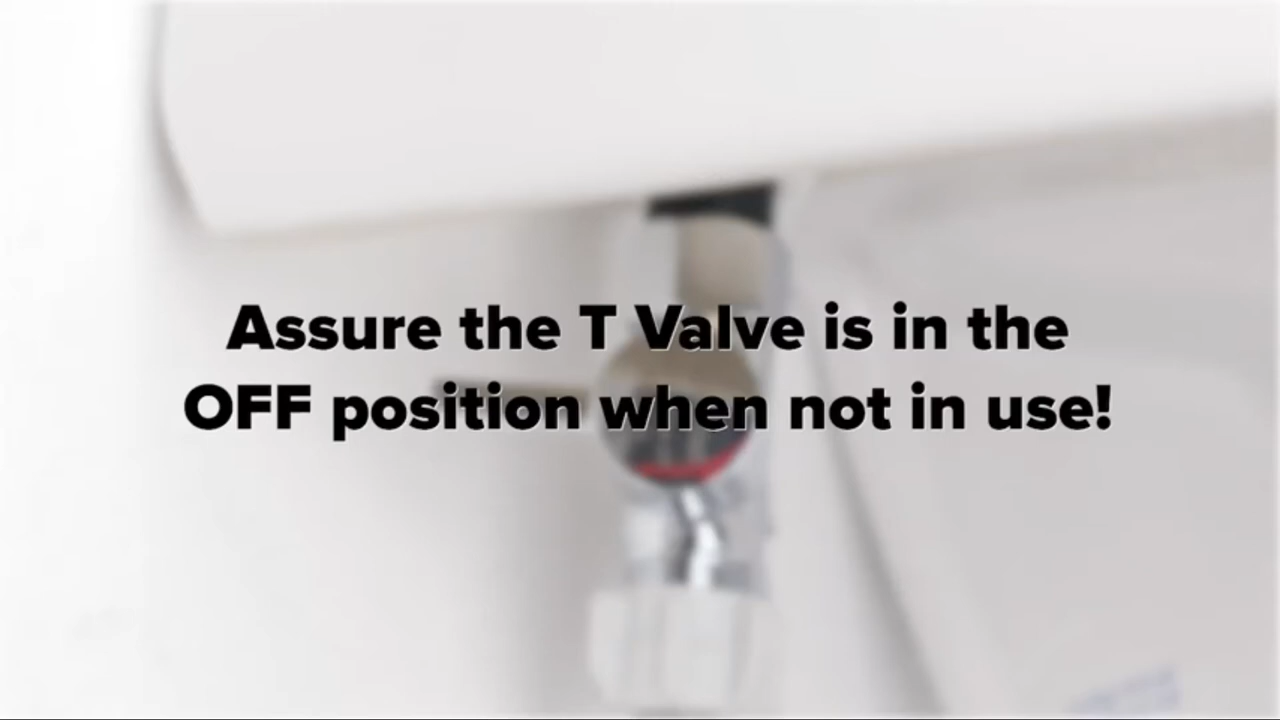 Assure the T Valve is in the
OFF position when not in use!